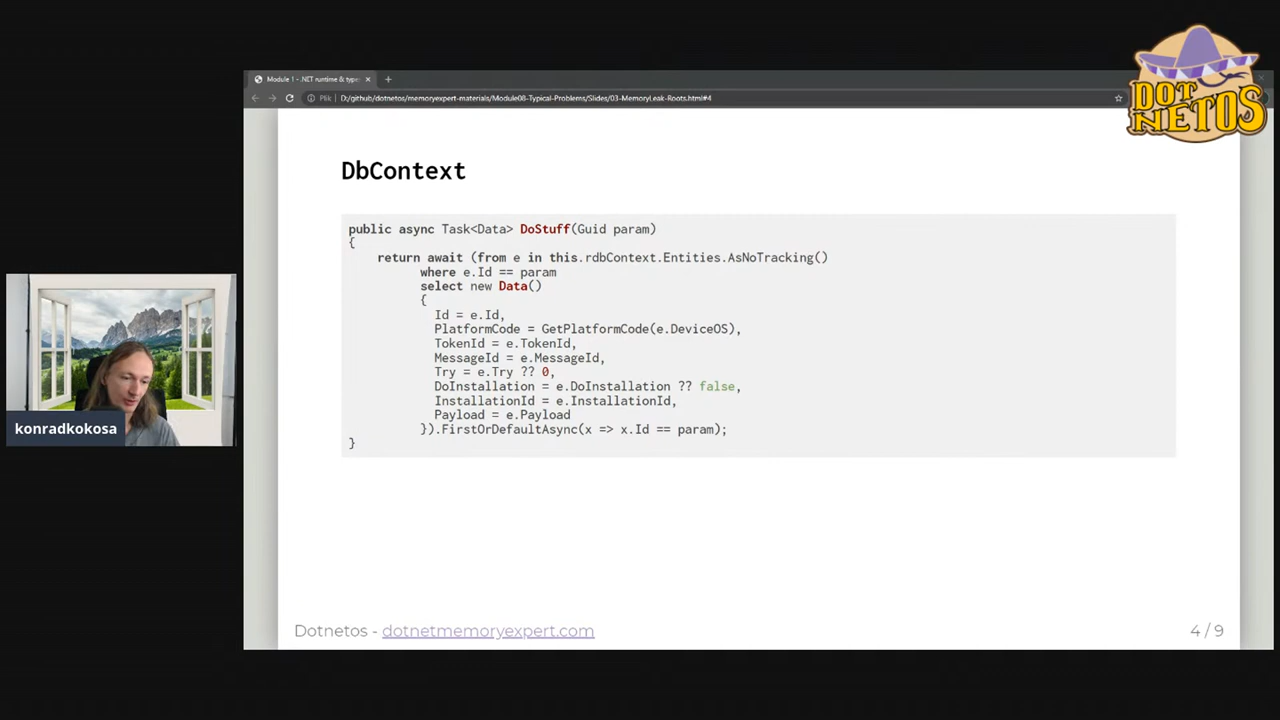 Module 1 - .NET runtime & type
Plik
D:/github/dotnetos/memoryexpert-materials/Module08-Typical-Problems/Slides/03-MemoryLeak-Roots.html#4
DOT
NETOS
DbContext
public async Task<Data> DoStuff(Guid param)
{
return await (from e in this.rdbContext.Entities.AsNoTracking()
where e.Id == param
select new Data()
{
Id = e.Id,
PlatformCode = GetPlatformCode(e.DeviceOS),
TokenId = e.TokenId,
MessageId = e.MessageId,
Try = e.Try ?? 0,
DoInstallation = e.DoInstallation ?? false,
InstallationId = e.InstallationId,
Payload = e.Payload
}).FirstOrDefaultAsync(x => x.Id == param);
}
konradkokosa
Dotnetos - dotnetmemoryexpert.com
4 / 9